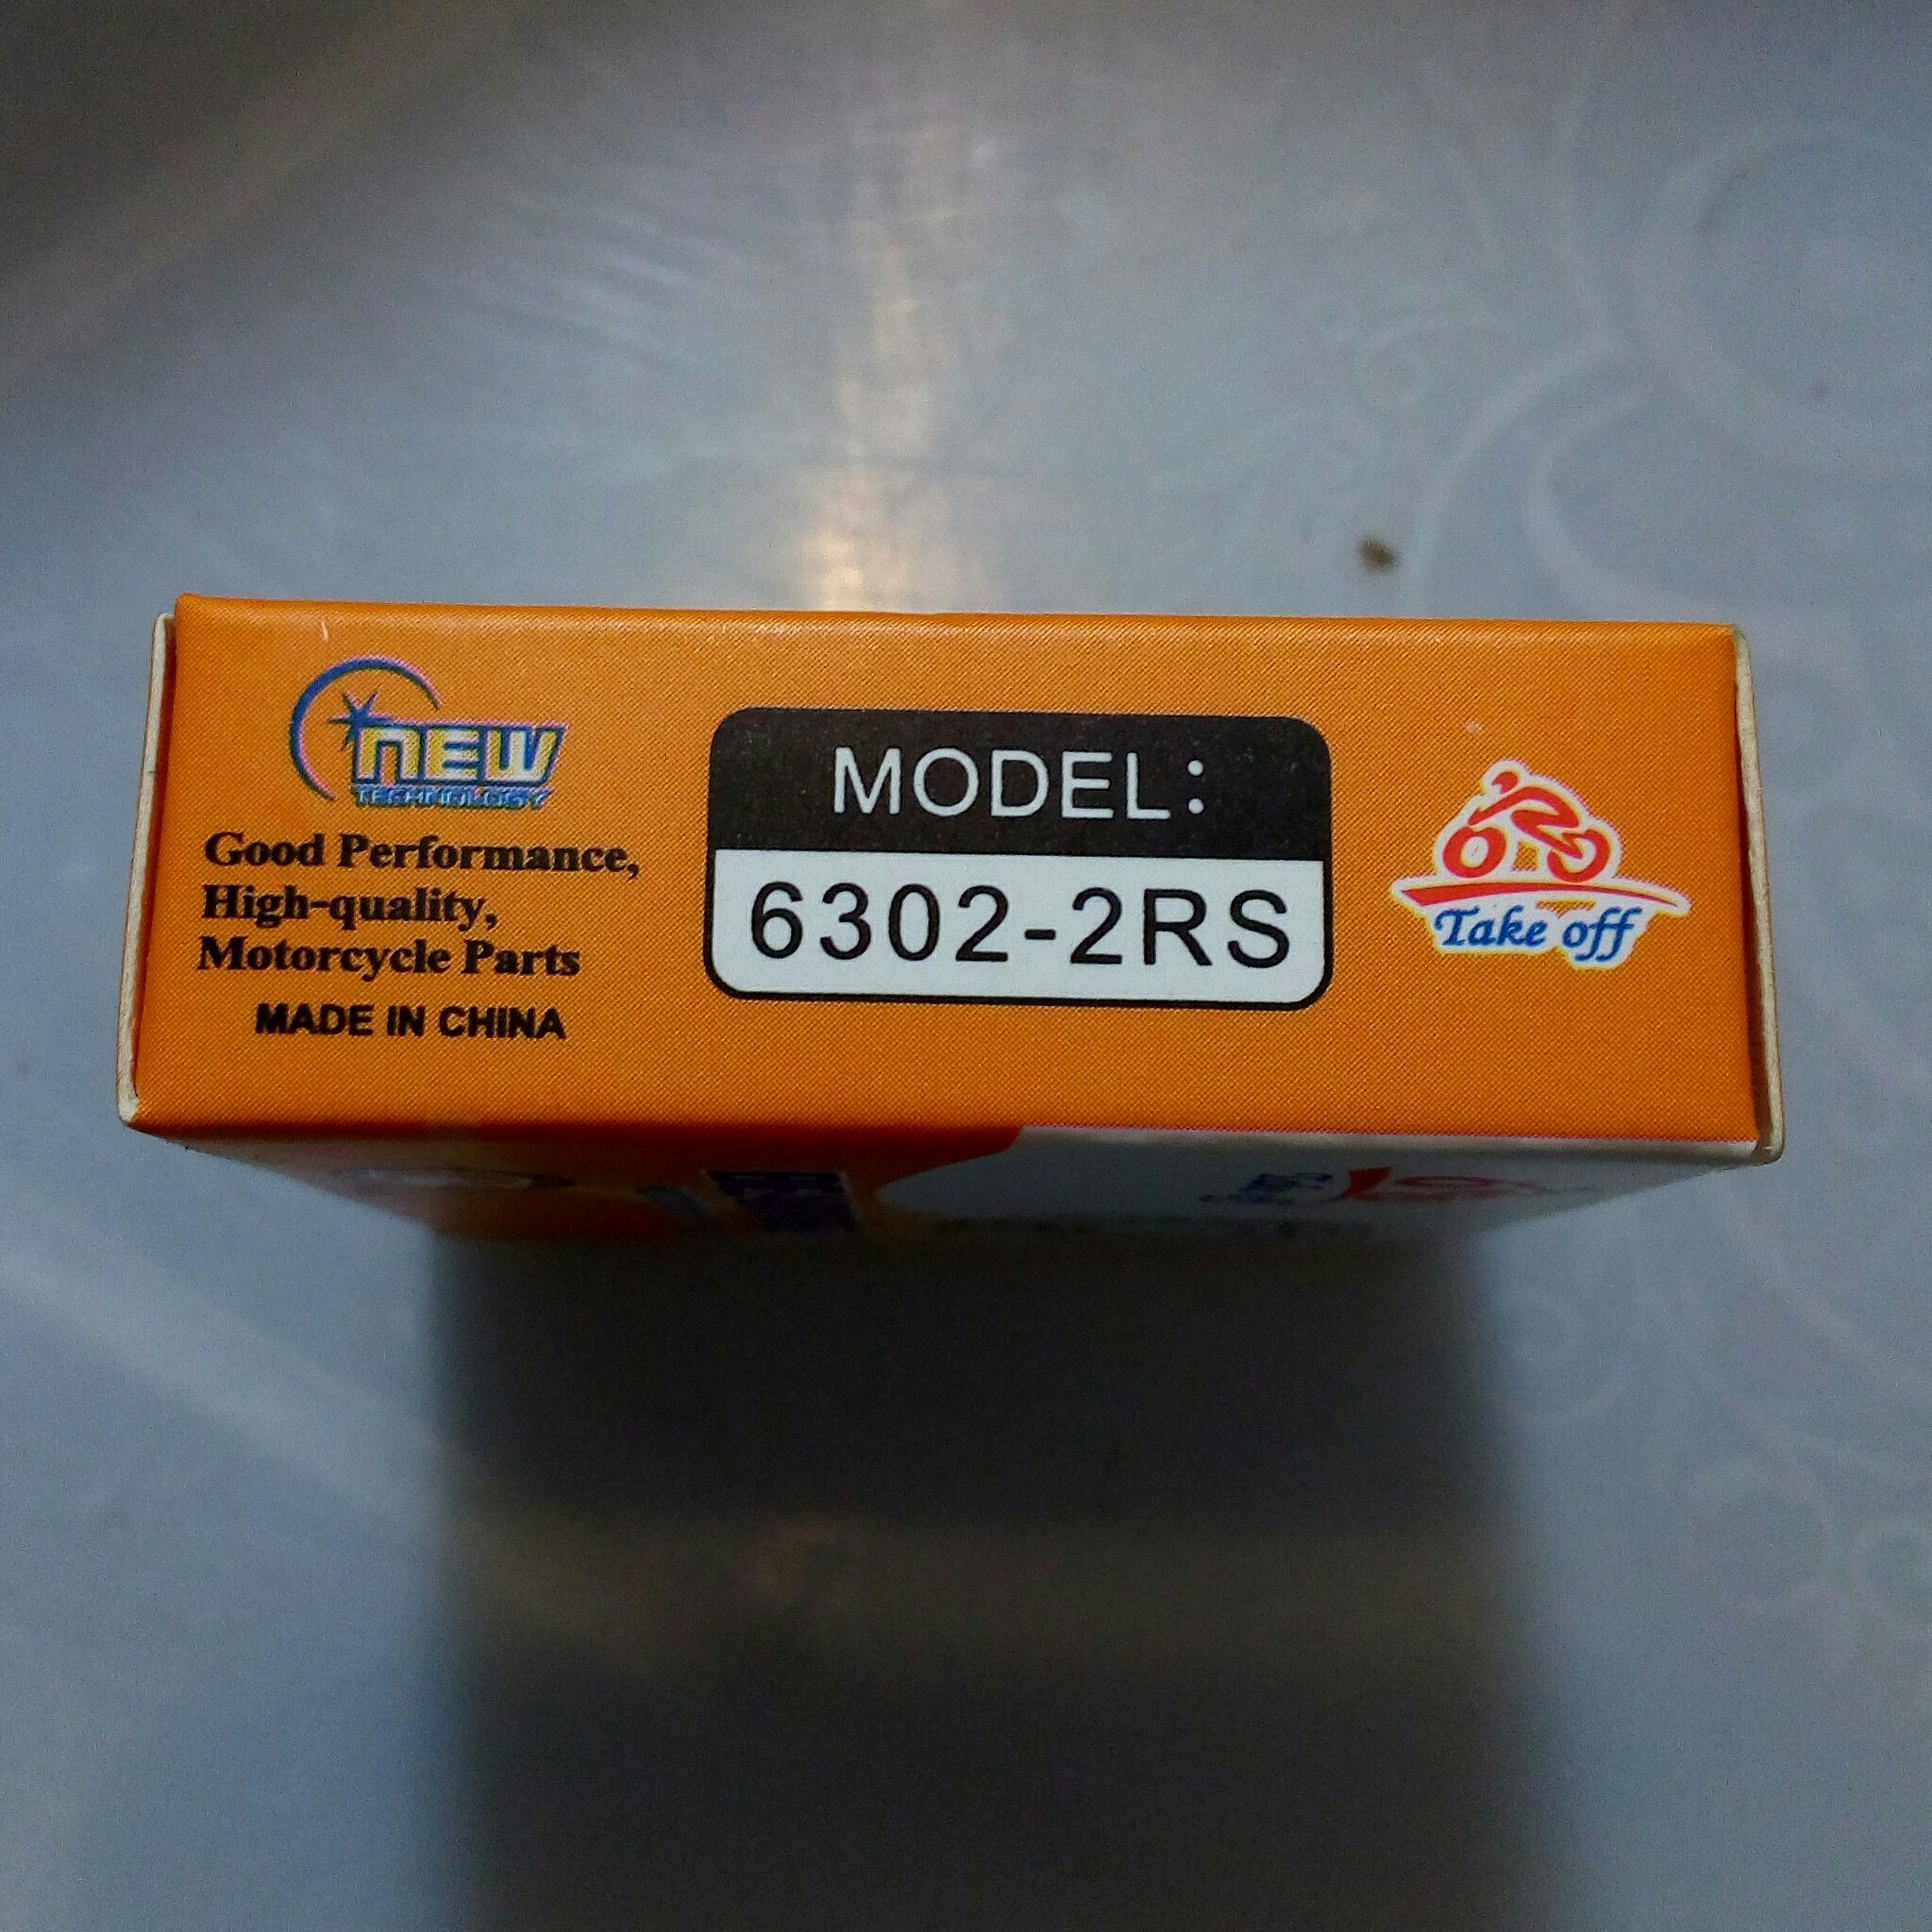 NEW
TECHNOLOGY
Good Performance,
High-quality,
Motorcycle Parts
MADE IN CHINA
MODEL:
6302-2RS
Take off